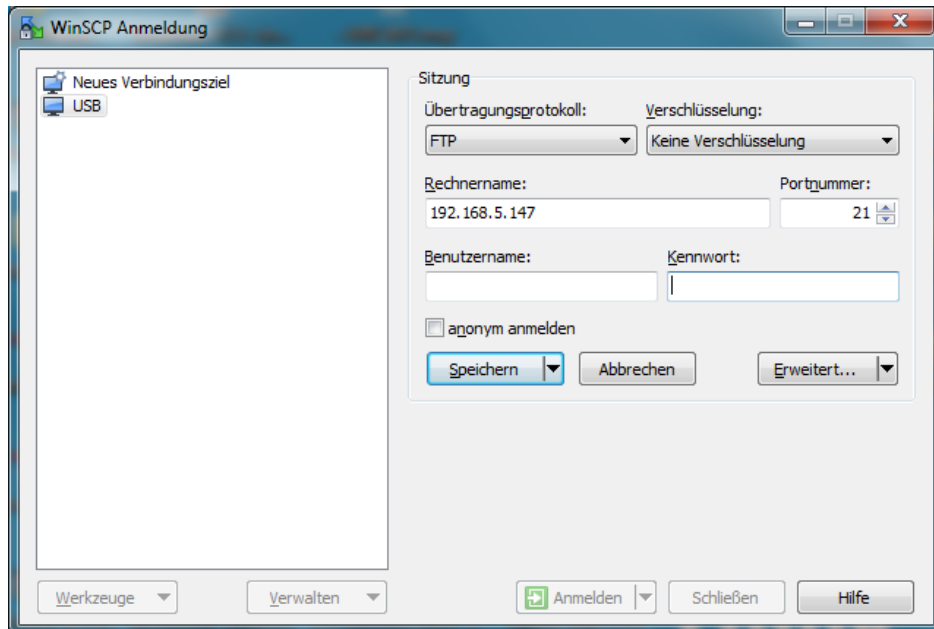 WinSCP Anmeldung
Neues Verbindungsziel
USB
Sitzung
Übertragungsprotokoll: Verschlüsselung:
FTP Keine Verschlüsselung
Rechnername: Portnummer:
192.168.5.147 21
Benutzername: Kennwort:
anonym anmelden
Speichern Abbrechen Erweitert...
Werkzeuge Verwalten Anmelden Schließen Hilfe